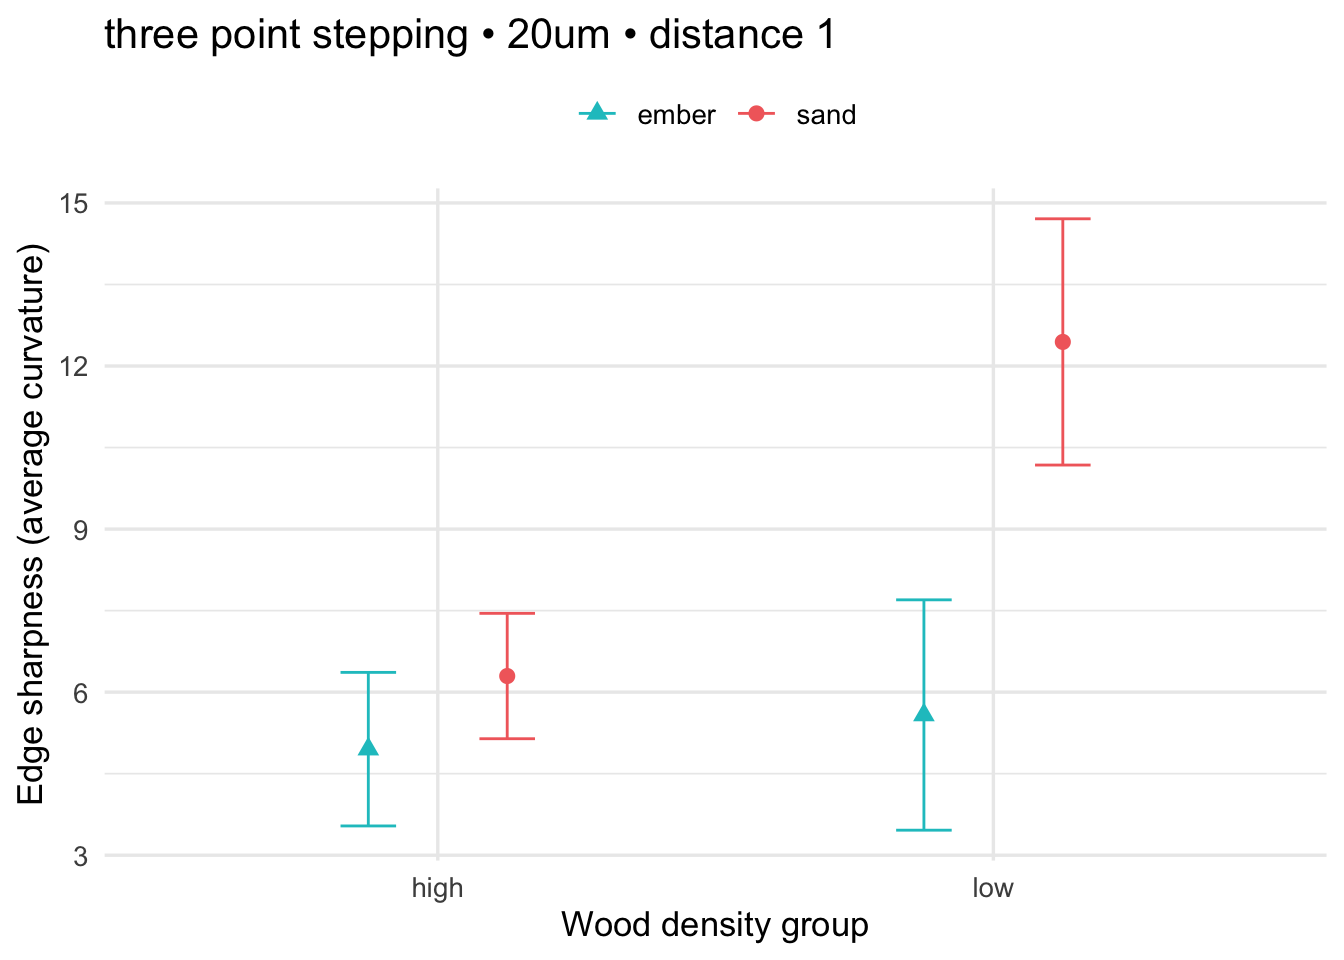 three point stepping • 20um • distance 1
ember sand
Edge sharpness (average curvature)
15
12
9
6
3
high low
Wood density group